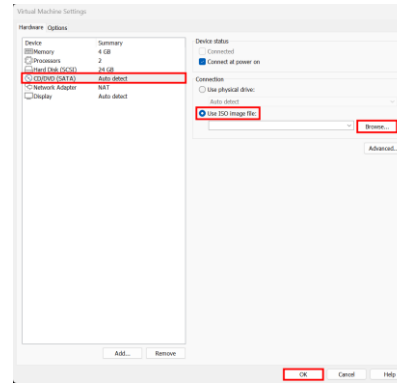 Virtual Machine Settings
Hardware Options
Device Summary
Memory 4 GB
Processors 2
Hard Disk (SCSI) 24 GB
CD/DVD (SATA) Auto detect
Network Adapter NAT
Display Auto detect
Add... Remove
Device status
Connected
Connect at power on
Connection
Use physical drive:
Auto detect
Use ISO image file:
Browse...
Advanced...
OK Cancel Help